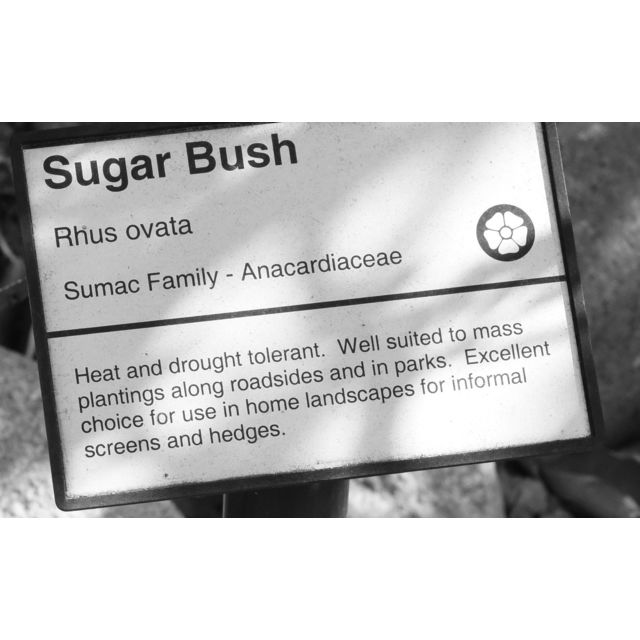 Sugar Bush
Rhus ovata
Sumac Family - Anacardiaceae
Heat and drought tolerant.  Well suited to mass
plantings along roadsides and in parks.  Excellent
choice for use in home landscapes for informal
screens and hedges.